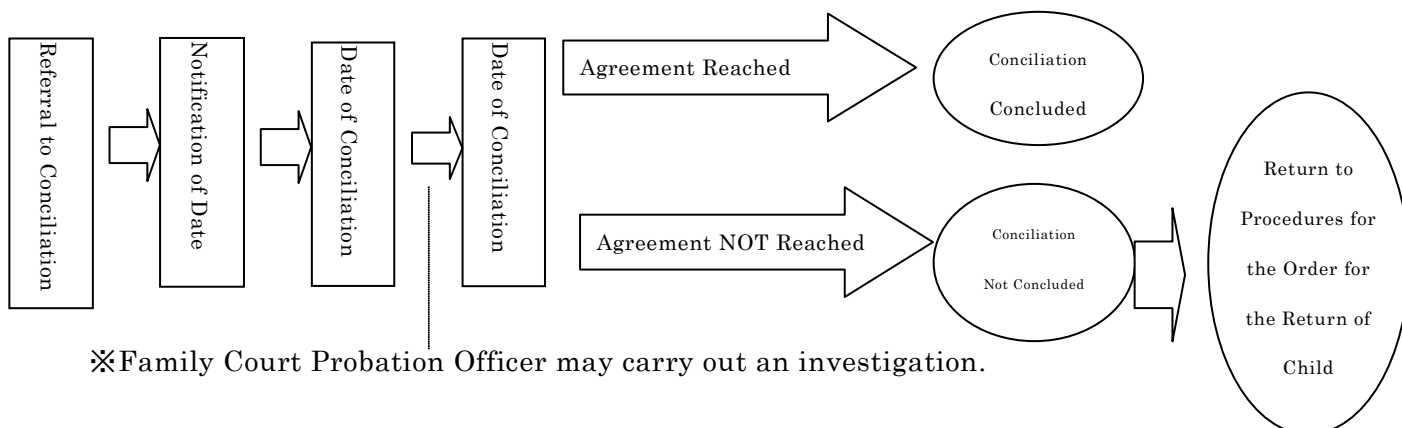 Referral to Conciliation
Notification of Date
Date of Conciliation
Date of Conciliation
Agreement Reached
Conciliation
Concluded
Agreement NOT Reached
Conciliation
Not Concluded
Return to
Procedures for
the Order for
the Return of
Child
※Family Court Probation Officer may carry out an investigation.